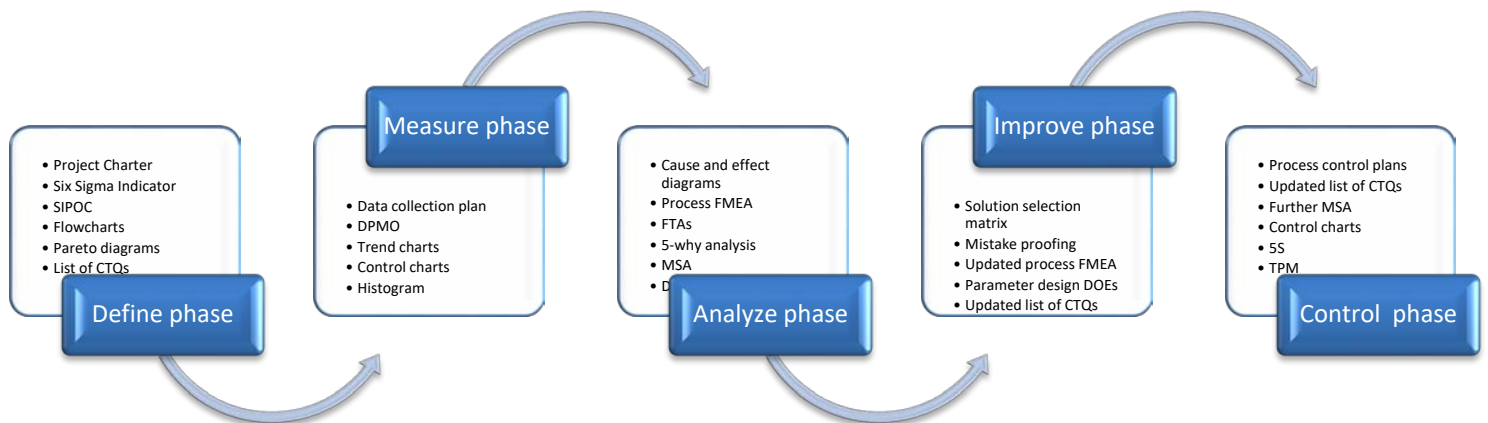 • Project Charter
• Six Sigma Indicator
• SIPOC
• Flowcharts
• Pareto diagrams
• List of CTQs
Define phase
Measure phase
• Data collection plan
• DPMO
• Trend charts
• Control charts
• Histogram
• Cause and effect
diagrams
• Process FMEA
• FTAs
• 5-why analysis
• MSA
Analyze phase
Improve phase
• Solution selection
matrix
• Mistake proofing
• Updated process FMEA
• Parameter design DOEs
• Updated list of CTQs
• Process control plans
• Updated list of CTQs
• Further MSA
• Control charts
• 5S
• TPM
Control phase